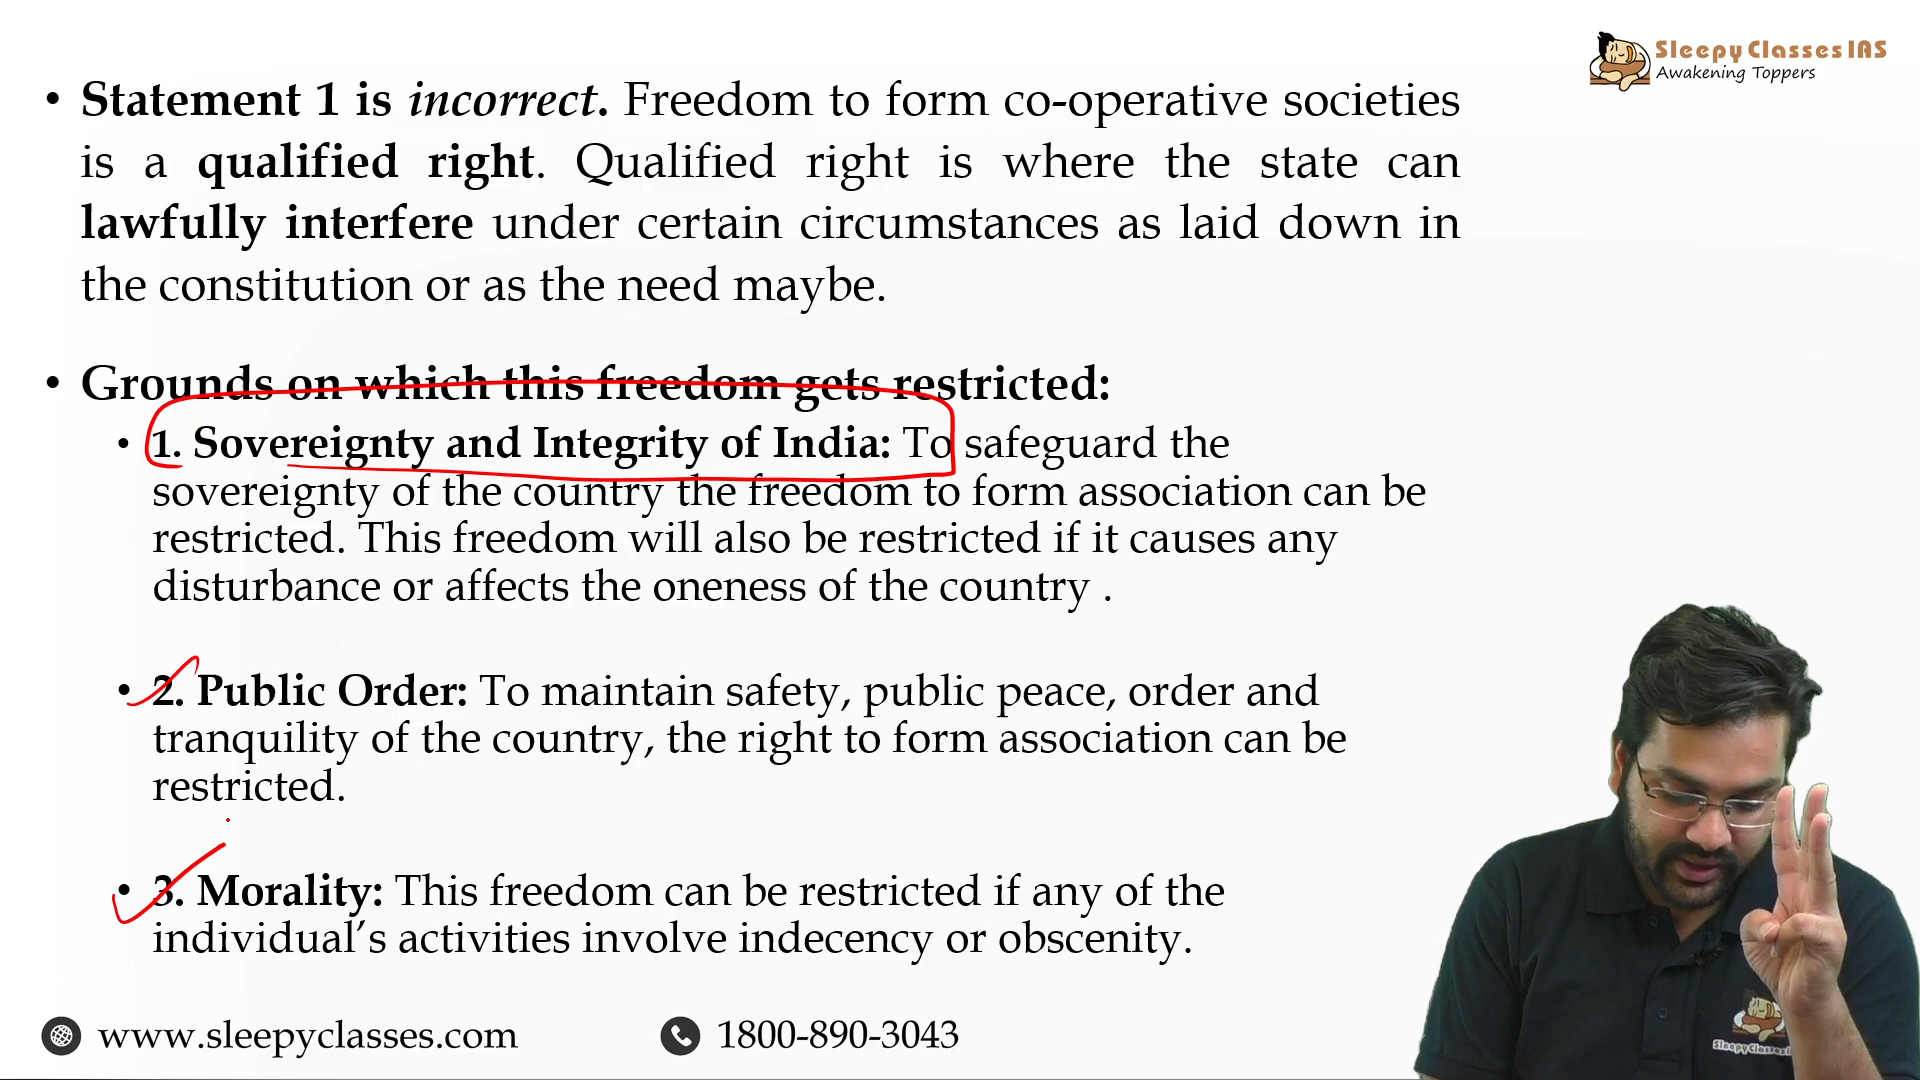 Sleepy Classes IAS
Awakening Toppers
• Statement 1 is incorrect. Freedom to form co-operative societies
is a qualified right. Qualified right is where the state can
lawfully interfere under certain circumstances as laid down in
the constitution or as the need maybe.
• Grounds on which this freedom gets restricted:
• 1. Sovereignty and Integrity of India: To safeguard the
sovereignty of the country the freedom to form association can be
restricted. This freedom will also be restricted if it causes any
disturbance or affects the oneness of the country .
• 2. Public Order: To maintain safety, public peace, order and
tranquility of the country, the right to form association can be
restricted.
• 3. Morality: This freedom can be restricted if any of the
individual’s activities involve indecency or obscenity.
www.sleepyclasses.com
1800-890-3043